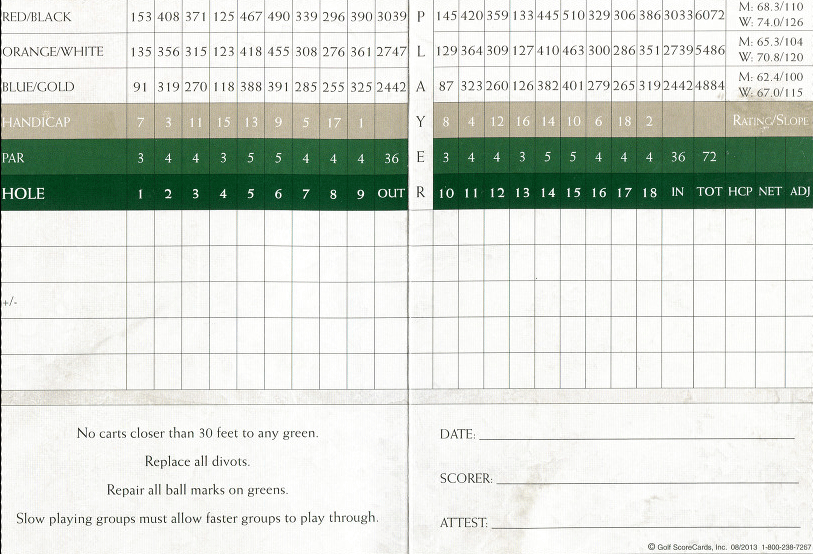 RED/BLACK 153 408 371 125 467 490 339 296 390 3039 P 145 420 359 133 445 510 329 306 386 3033 6072 M: 68.3/110
W: 74.0/126
ORANGE/WHITE 135 356 315 123 418 455 308 276 361 2747 L 129 364 309 127 410 463 300 286 351 2739 5486 M: 65.3/104
W: 70.8/120
BLUE/GOLD 91 319 270 118 388 391 285 255 325 2442 A 87 323 260 126 382 401 279 265 319 2442 4884 M: 62.4/100
W: 67.0/115
HANDICAP 7 3 11 15 13 9 5 17 1 Y 8 4 12 16 14 10 6 18 2 RATING/SLOPE
PAR 3 4 4 3 5 5 4 4 4 36 E 3 4 4 3 5 5 4 4 4 36 72
HOLE 1 2 3 4 5 6 7 8 9 OUT R 10 11 12 13 14 15 16 17 18 IN TOT HCP NET ADJ
+/-
No carts closer than 30 feet to any green.
Replace all divots.
Repair all ball marks on greens.
Slow playing groups must allow faster groups to play through.
DATE:
SCORER:
ATTEST:
© Golf ScoreCards, Inc. 08/2013 1-800-238-7267